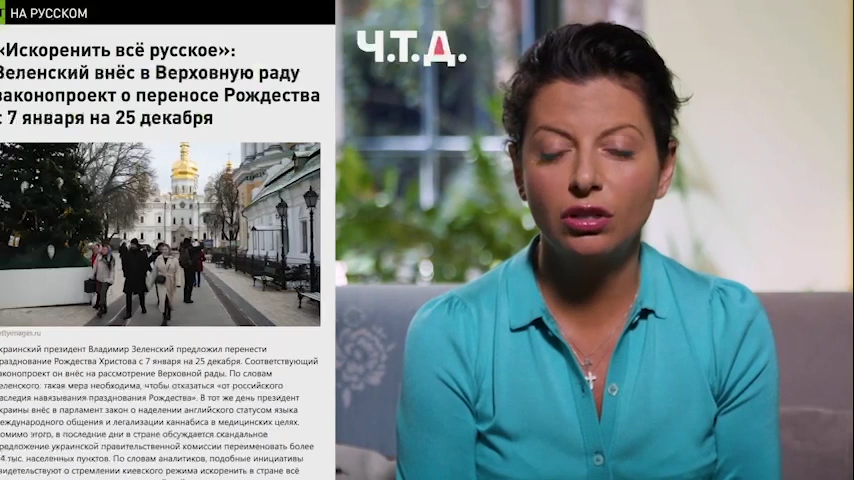 НА РУССКОМ
Ч.Т.Д.
«Искоренить всё русское»:
Зеленский внёс в Верховную раду
законопроект о переносе Рождества
с 7 января на 25 декабря
gettyimages.ru
Украинский президент Владимир Зеленский предложил перенести
празднование Рождества Христова с 7 января на 25 декабря. Соответствующий
законопроект он внёс на рассмотрение Верховной рады. По словам
Зеленского, такая мера необходима, чтобы отказаться «от российского
наследия навязывания празднования Рождества». В тот же день президент
Украины внёс в парламент закон о наделении английского статусом языка
международного общения и легализации каннабиса в медицинских целях.
Помимо этого, в последние дни в стране обсуждается скандальное
предложение украинской правительственной комиссии переименовать более
4 тыс. населённых пунктов. По словам аналитиков, подобные инициативы
свидетельствуют о стремлении киевского режима искоренить в стране всё